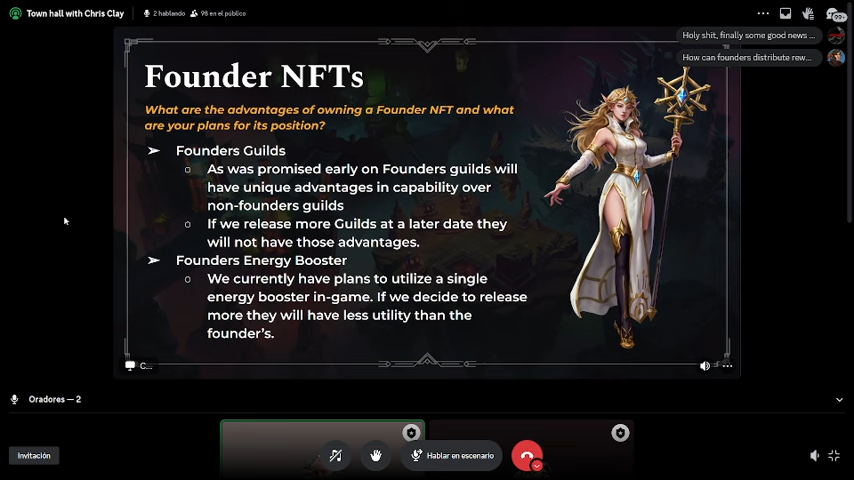 Town hall with Chris Clay
2 hablando
98 en el público
99+
Holy shit, finally some good news ...
How can founders distribute rew...
Founder NFTs
What are the advantages of owning a Founder NFT and what
are your plans for its position?
➢ Founders Guilds
○ As was promised early on Founders guilds will
have unique advantages in capability over
non-founders guilds
○ If we release more Guilds at a later date they
will not have those advantages.
➢ Founders Energy Booster
○ We currently have plans to utilize a single
energy booster in-game. If we decide to release
more they will have less utility than the
founder's.
C...
Oradores — 2
Invitación
Hablar en escenario